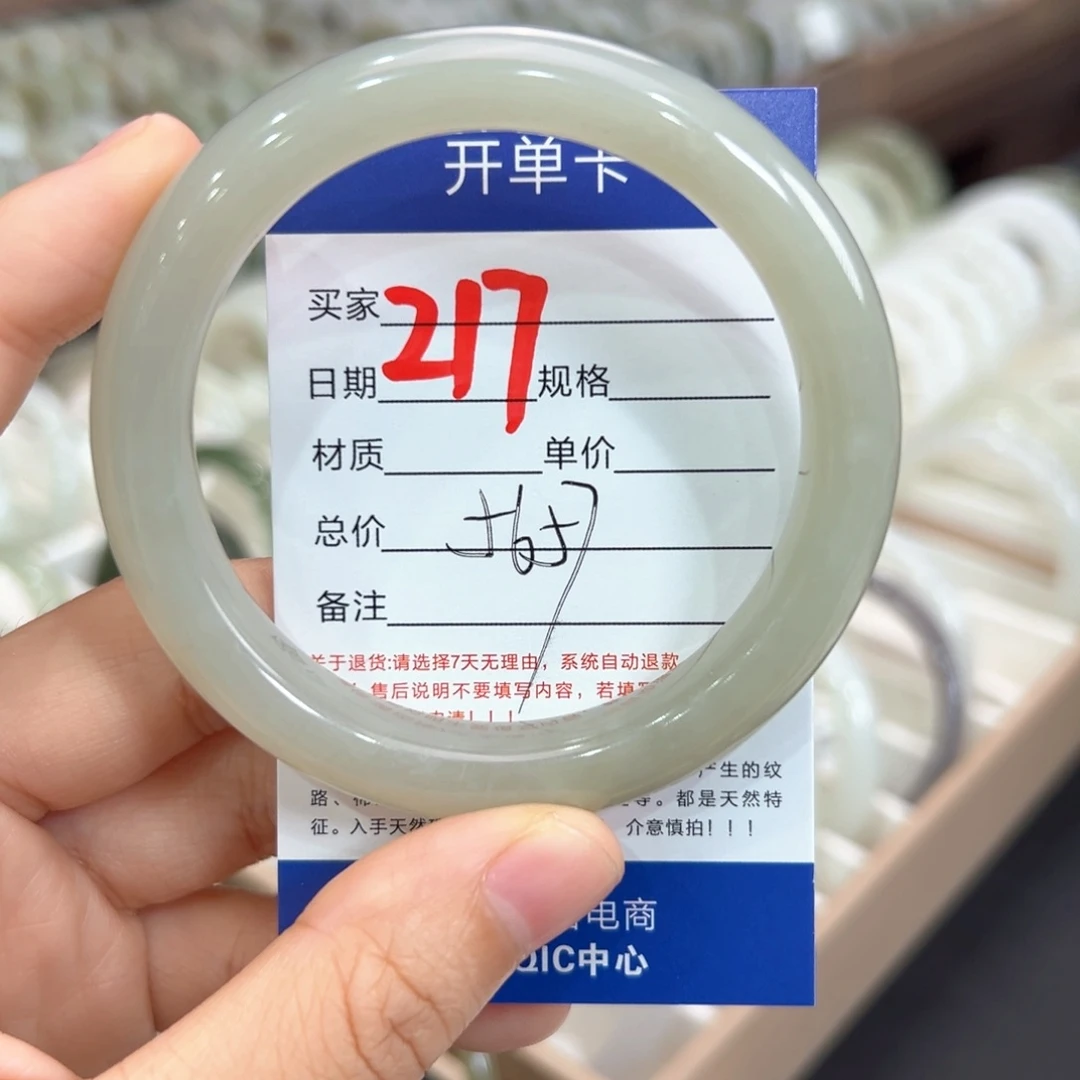 开单卡
买家 217
日期 规格
材质 单价
总价
备注
关于退货:请选择7天无理由，系统自动退款
售后说明不要填写内容，若填写
申请！！！
产生的纹
路、 等。都是天然特
征。入手天然 介意慎拍！！！
电商
QIC中心